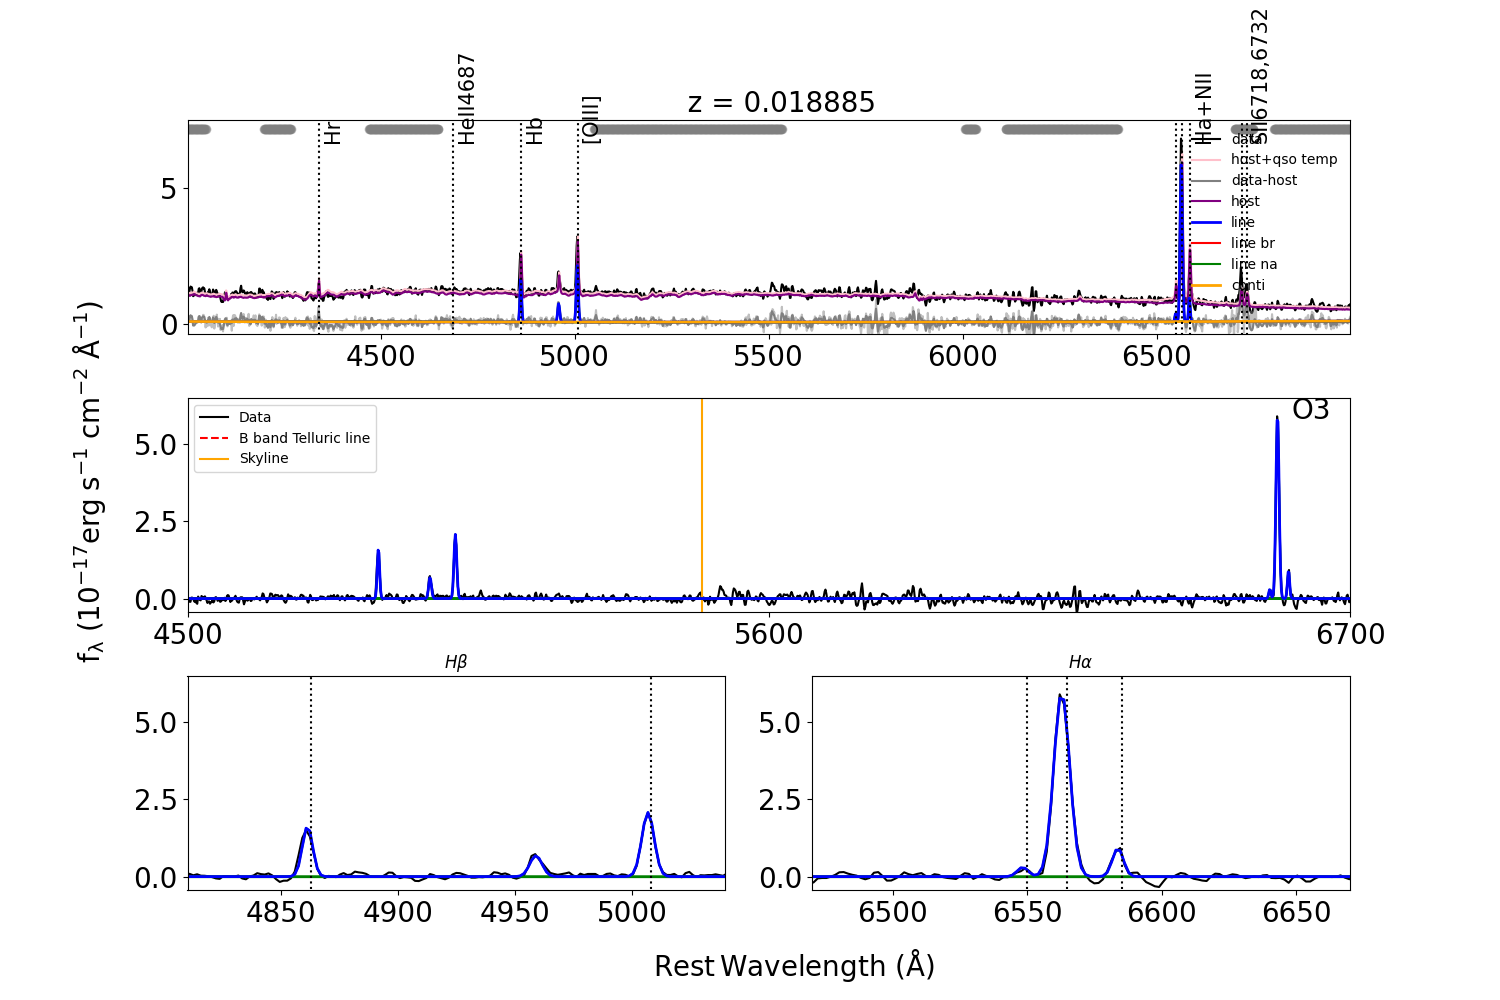 z = 0.018885
Hr
HeII4687
Hb
[OIII]
Ha+NII
SII6718,6732
data
host+qso temp
data-host
host
line
line br
line na
conti
5
0
4500 5000 5500 6000 6500
Data
B band Telluric line
Skyline
O3
5.0
2.5
0.0
4500 5600 6700
fλ (10−17erg s−1 cm−2 Å−1)
Hβ
5.0
2.5
0.0
4850 4900 4950 5000
Hα
5.0
2.5
0.0
6500 6550 6600 6650
Rest Wavelength (Å)